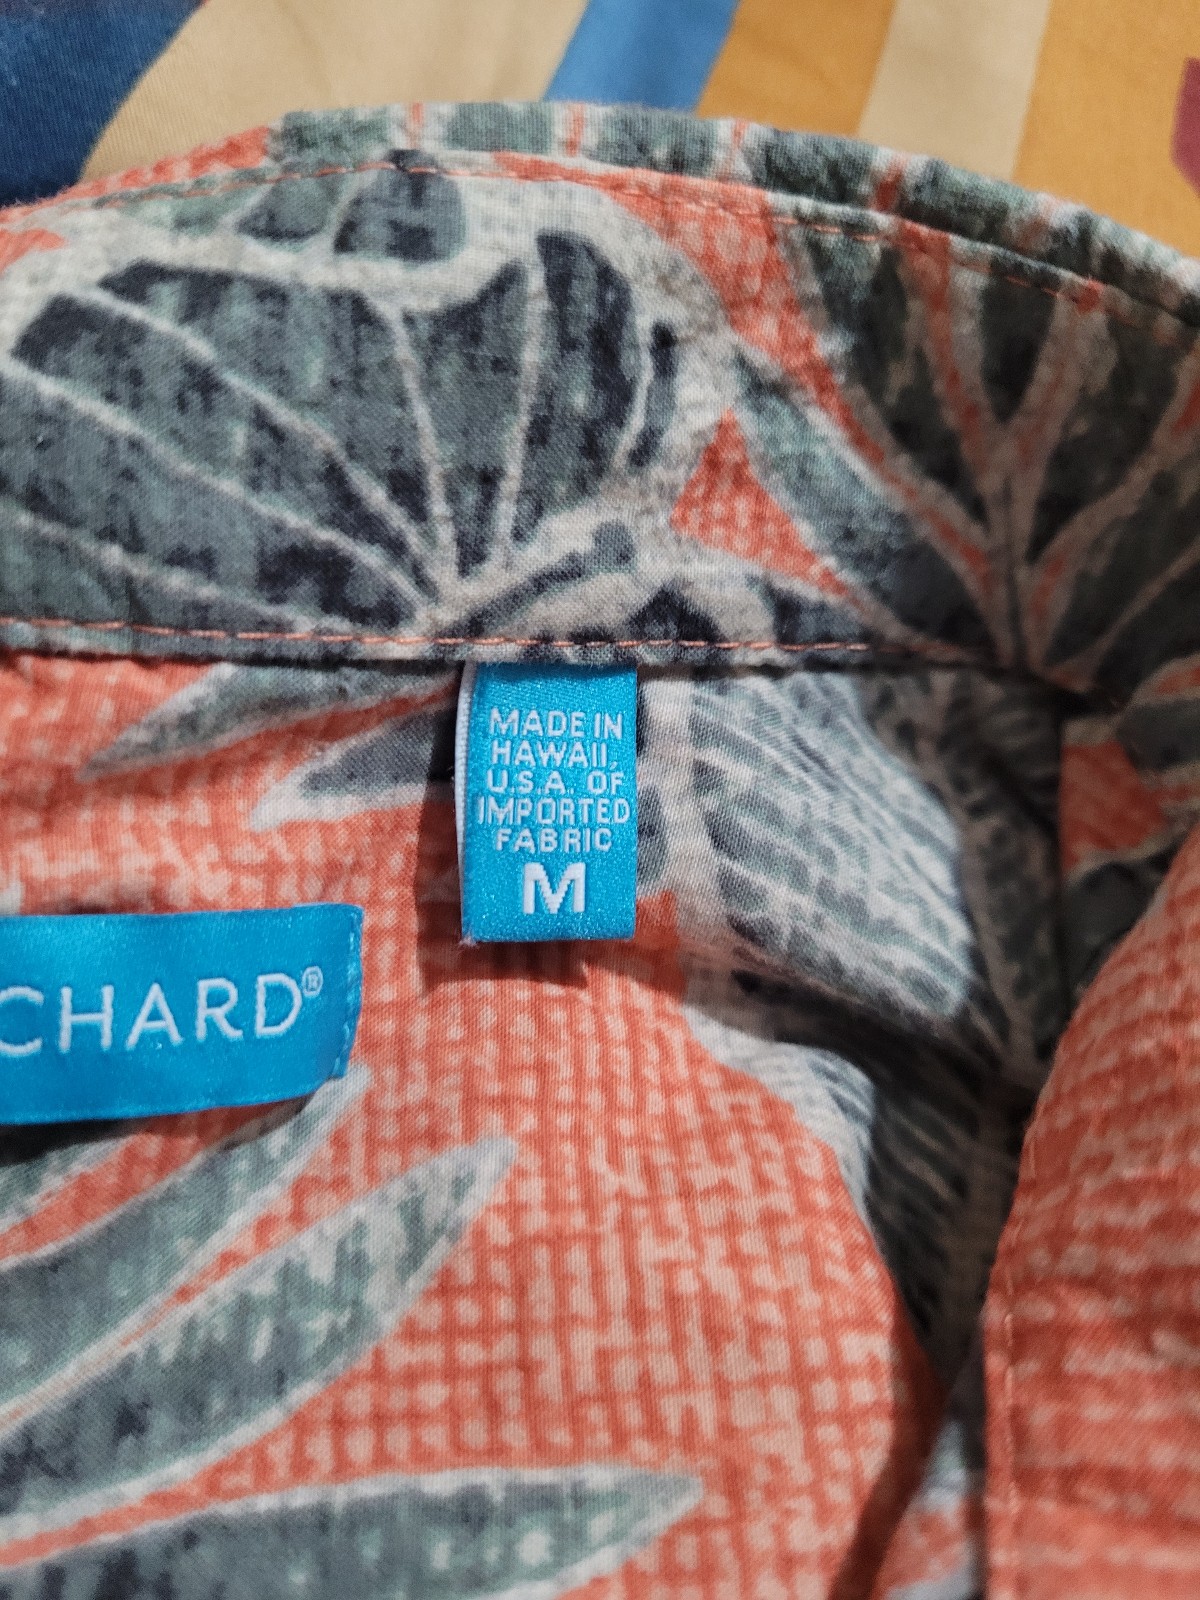 MADE IN
HAWAII,
U.S.A. OF
IMPORTED
FABRIC
M
CHARD®